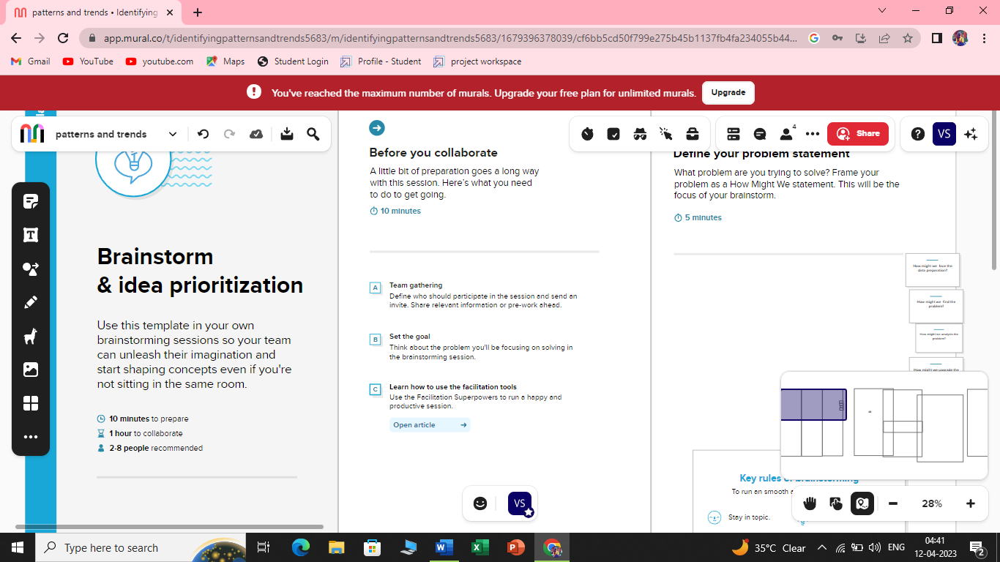 patterns and trends • Identifying
app.mural.co/t/identifyingpatternsandtrends5683/m/identifyingpatternsandtrends5683/1679396378039/cf6bb5cd50f799e275b45b1137fb4fa234055b44...
Gmail
YouTube
youtube.com
Maps
Student Login
Profile - Student
project workspace
You've reached the maximum number of murals. Upgrade your free plan for unlimited murals.
Upgrade
patterns and trends
4
Share
VS
Brainstorm
& idea prioritization
Use this template in your own
brainstorming sessions so your team
can unleash their imagination and
start shaping concepts even if you're
not sitting in the same room.
10 minutes to prepare
1 hour to collaborate
2-8 people recommended
Before you collaborate
A little bit of preparation goes a long way
with this session. Here's what you need
to do to get going.
10 minutes
A
Team gathering
Define who should participate in the session and send an
invite. Share relevant information or pre-work ahead.
B
Set the goal
Think about the problem you'll be focusing on solving in
the brainstorming session.
C
Learn how to use the facilitation tools
Use the Facilitation Superpowers to run a happy and
productive session.
Open article
Define your problem statement
What problem are you trying to solve? Frame your
problem as a How Might We statement. This will be the
focus of your brainstorm.
5 minutes
How might we face the
data preparation?
How might we find the
problem?
How might we analysis the
problem?
How might we upgrade the
Key rules of brainstorming
To run an smooth a
Stay in topic.
VS
28%
Type here to search
35°C Clear
ENG
04:41
12-04-2023
2